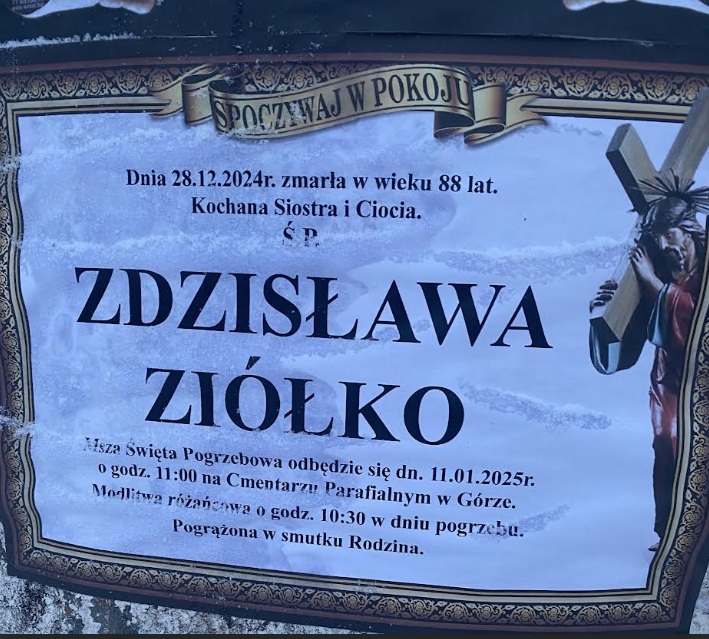 SPOCZYWAJ W POKOJU
Dnia 28.12.2024r. zmarła w wieku 88 lat.
Kochana Siostra i Ciocia.
Ś.P.
ZDZISŁAWA
ZIÓŁKO
Msza Święta Pogrzebowa odbędzie się dn. 11.01.2025r.
o godz. 11:00 na Cmentarzu Parafialnym w Górze.
Modlitwa różańcowa o godz. 10:30 w dniu pogrzebu.
Pogrążona w smutku Rodzina.